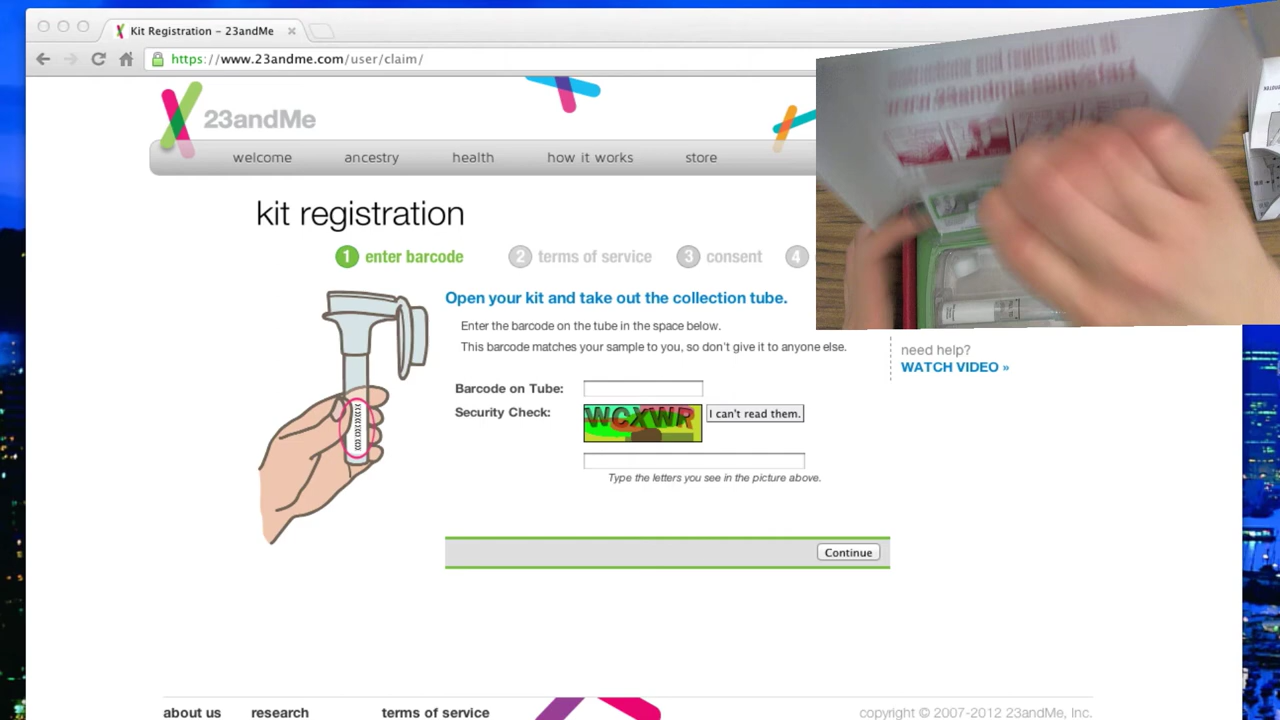 Kit Registration – 23andMe
https://www.23andme.com/user/claim/
23andMe
welcome
ancestry
health
how it works
store
kit registration
1 enter barcode
2 terms of service
3 consent
4
Open your kit and take out the collection tube.
Enter the barcode on the tube in the space below.
This barcode matches your sample to you, so don't give it to anyone else.
need help?
WATCH VIDEO »
Barcode on Tube:
Security Check:
WCXWR
I can't read them.
Type the letters you see in the picture above.
Continue
about us
research
terms of service
copyright © 2007-2012 23andMe, Inc.